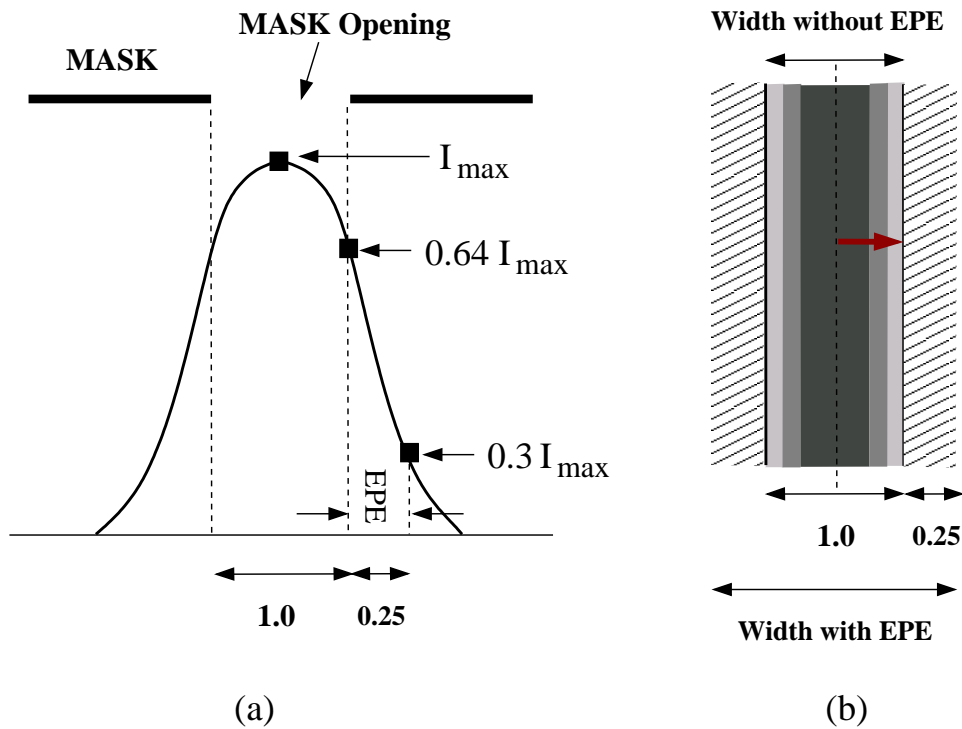 MASK Opening
MASK
I max
0.64 I max
0.3 I max
EPE
1.0
0.25
(a)
Width without EPE
1.0
0.25
Width with EPE
(b)